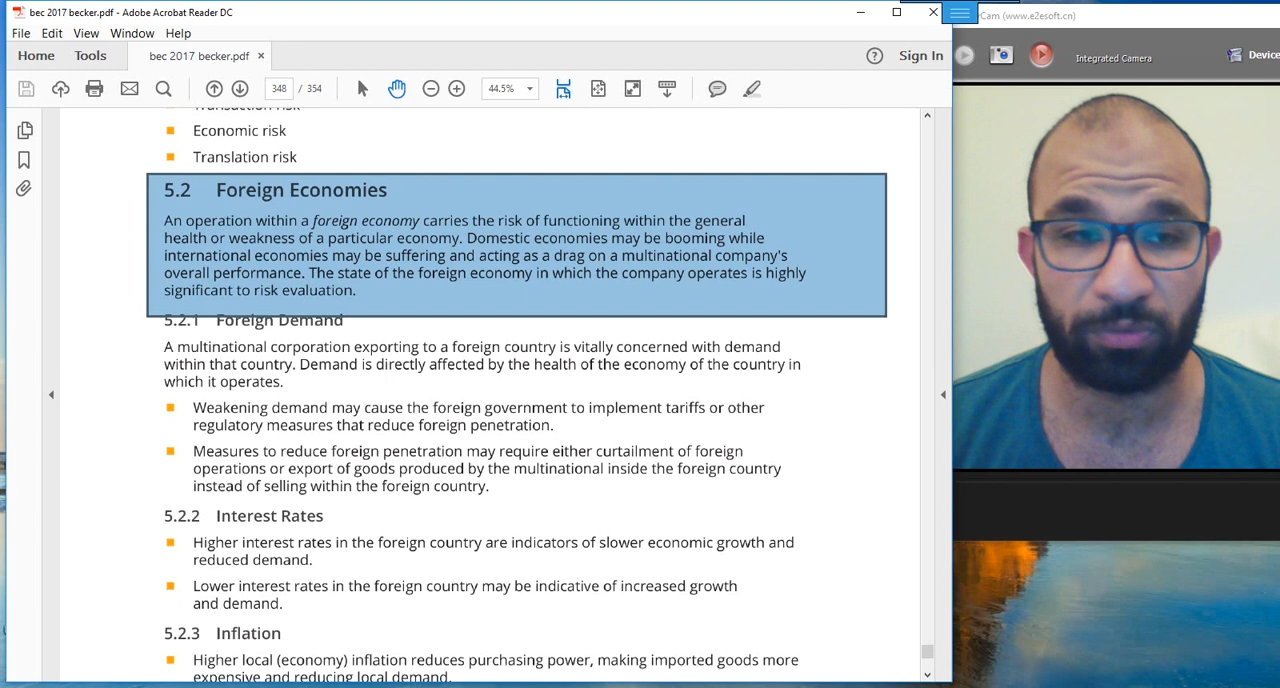 bec 2017 becker.pdf - Adobe Acrobat Reader DC
Cam (www.e2esoft.cn)
File Edit View Window Help
Home Tools bec 2017 becker.pdf × Sign In
348 / 354 44.5%
Integrated Camera Device
Transaction risk
Economic risk
Translation risk
5.2 Foreign Economies
An operation within a foreign economy carries the risk of functioning within the general
health or weakness of a particular economy. Domestic economies may be booming while
international economies may be suffering and acting as a drag on a multinational company's
overall performance. The state of the foreign economy in which the company operates is highly
significant to risk evaluation.
5.2.1 Foreign Demand
A multinational corporation exporting to a foreign country is vitally concerned with demand
within that country. Demand is directly affected by the health of the economy of the country in
which it operates.
Weakening demand may cause the foreign government to implement tariffs or other
regulatory measures that reduce foreign penetration.
Measures to reduce foreign penetration may require either curtailment of foreign
operations or export of goods produced by the multinational inside the foreign country
instead of selling within the foreign country.
5.2.2 Interest Rates
Higher interest rates in the foreign country are indicators of slower economic growth and
reduced demand.
Lower interest rates in the foreign country may be indicative of increased growth
and demand.
5.2.3 Inflation
Higher local (economy) inflation reduces purchasing power, making imported goods more
expensive and reducing local demand.